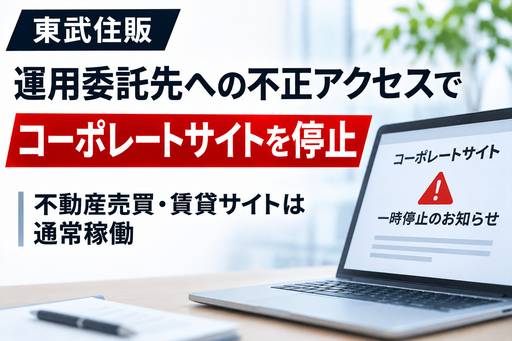 東武住販
運用委託先への不正アクセスで
コーポレートサイトを停止
不動産売買・賃貸サイトは
通常稼働
コーポレートサイト
一時停止のお知らせ